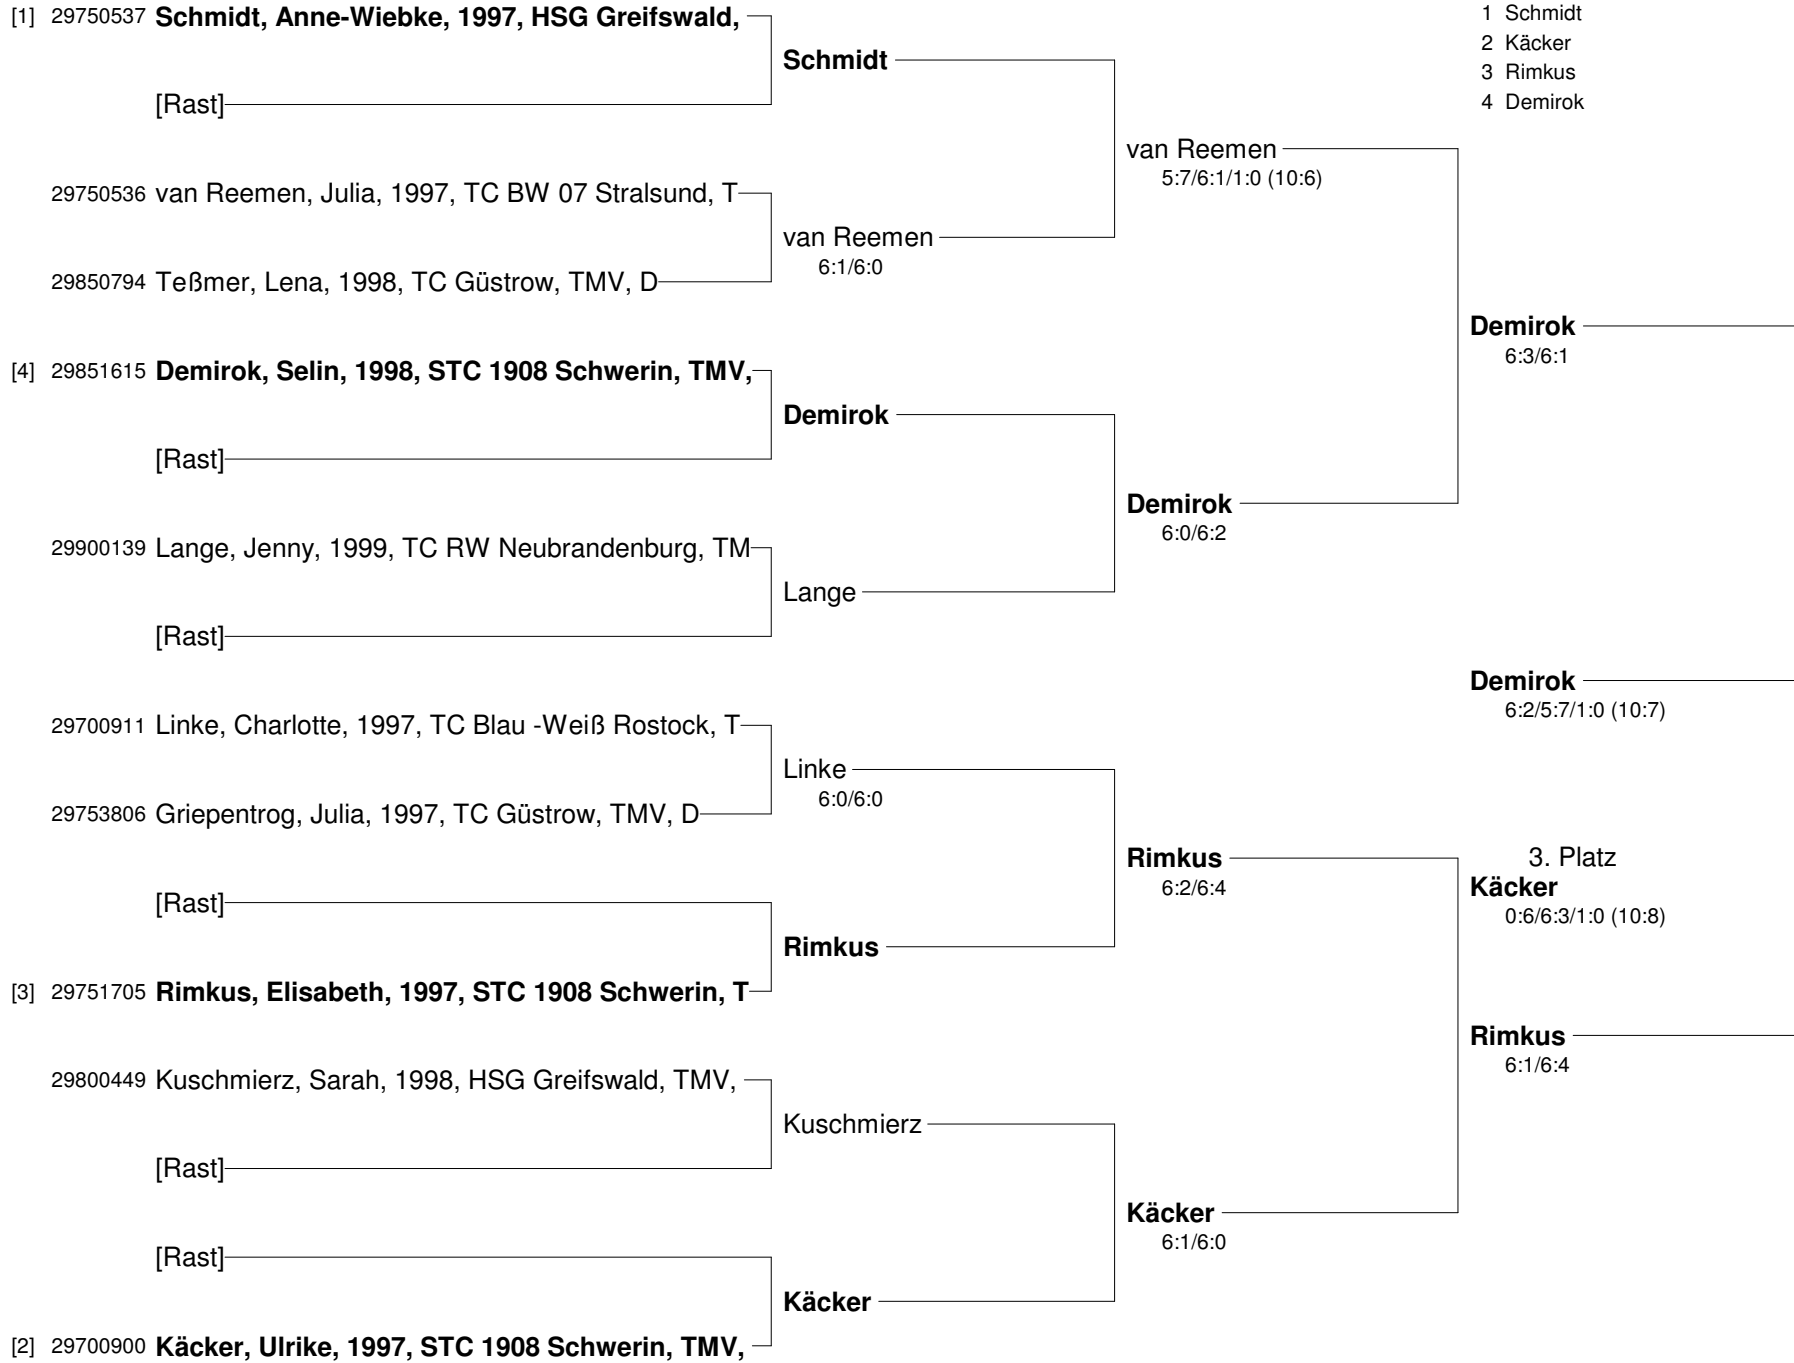 [1] 29750537 Schmidt, Anne-Wiebke, 1997, HSG Greifswald,
1 Schmidt
2 Käcker
3 Rimkus
4 Demirok
Schmidt
[Rast]
van Reemen
5:7/6:1/1:0 (10:6)
29750536 van Reemen, Julia, 1997, TC BW 07 Stralsund, T
van Reemen
6:1/6:0
29850794 Teßmer, Lena, 1998, TC Güstrow, TMV, D
Demirok
6:3/6:1
[4] 29851615 Demirok, Selin, 1998, STC 1908 Schwerin, TMV,
Demirok
[Rast]
Demirok
6:0/6:2
29900139 Lange, Jenny, 1999, TC RW Neubrandenburg, TM
Lange
[Rast]
Demirok
6:2/5:7/1:0 (10:7)
29700911 Linke, Charlotte, 1997, TC Blau -Weiß Rostock, T
Linke
6:0/6:0
29753806 Griepentrog, Julia, 1997, TC Güstrow, TMV, D
Rimkus
6:2/6:4
3. Platz
Käcker
0:6/6:3/1:0 (10:8)
[Rast]
Rimkus
[3] 29751705 Rimkus, Elisabeth, 1997, STC 1908 Schwerin, T
Rimkus
6:1/6:4
29800449 Kuschmierz, Sarah, 1998, HSG Greifswald, TMV,
Kuschmierz
[Rast]
Käcker
6:1/6:0
[Rast]
Käcker
[2] 29700900 Käcker, Ulrike, 1997, STC 1908 Schwerin, TMV,